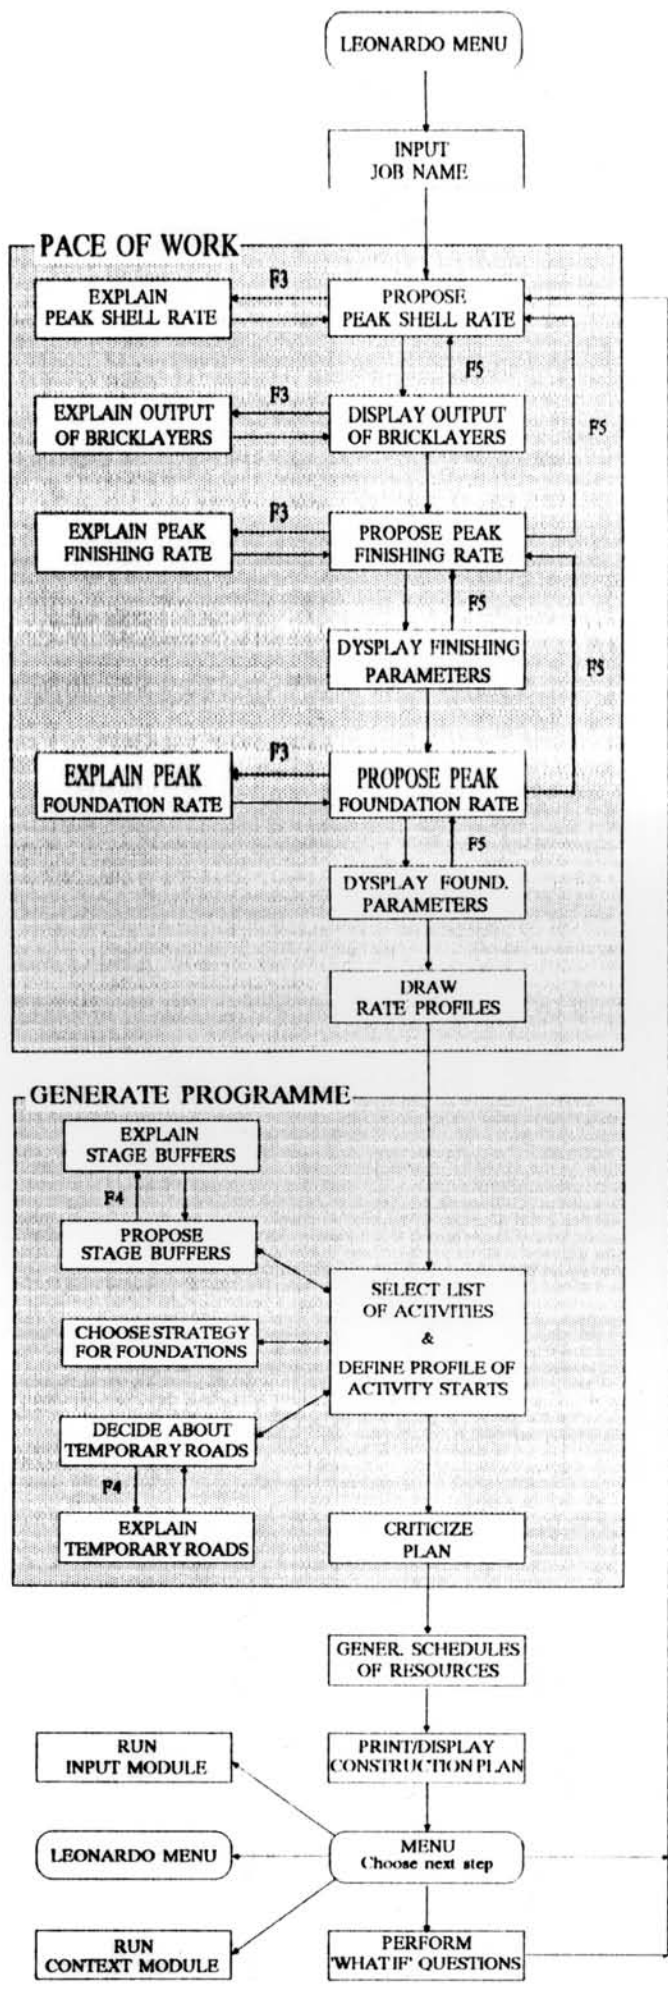 LEONARDO MENU
INPUT
JOB NAME
PACE OF WORK
EXPLAIN
PEAK SHELL RATE
F3
PROPOSE
PEAK SHELL RATE
F5
EXPLAIN OUTPUT
OF BRICKLAYERS
F3
DISPLAY OUTPUT
OF BRICKLAYERS
F5
EXPLAIN PEAK
FINISHING RATE
F3
PROPOSE PEAK
FINISHING RATE
F5
DYSPLAY FINISHING
PARAMETERS
F5
EXPLAIN PEAK
FOUNDATION RATE
F3
PROPOSE PEAK
FOUNDATION RATE
F5
DYSPLAY FOUND.
PARAMETERS
DRAW
RATE PROFILES
GENERATE PROGRAMME
EXPLAIN
STAGE BUFFERS
F4
PROPOSE
STAGE BUFFERS
SELECT LIST
OF ACTIVITIES
&
DEFINE PROFILE OF
ACTIVITY STARTS
CHOOSE STRATEGY
FOR FOUNDATIONS
DECIDE ABOUT
TEMPORARY ROADS
F4
EXPLAIN
TEMPORARY ROADS
CRITICIZE
PLAN
GENER. SCHEDULES
OF RESOURCES
RUN
INPUT MODULE
PRINT/DISPLAY
CONSTRUCTION PLAN
LEONARDO MENU
MENU
Choose next step
RUN
CONTEXT MODULE
PERFORM
'WHAT IF' QUESTIONS